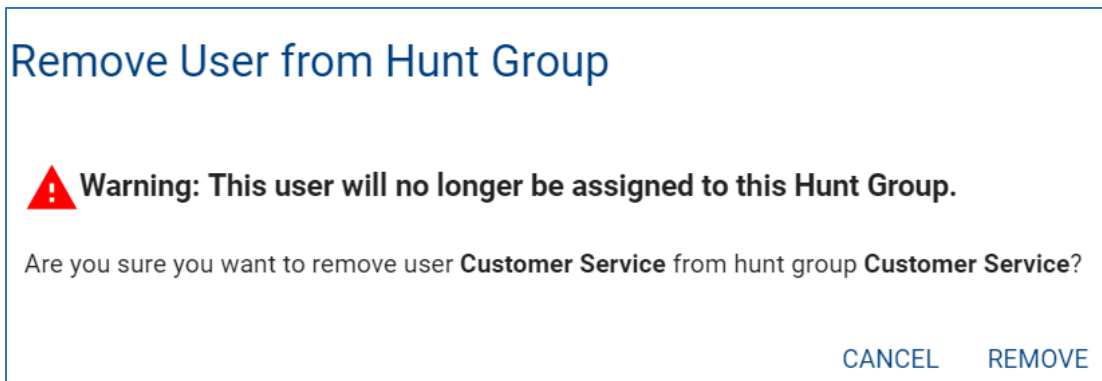 Remove User from Hunt Group
Warning: This user will no longer be assigned to this Hunt Group.
Are you sure you want to remove user Customer Service from hunt group Customer Service?
CANCEL REMOVE